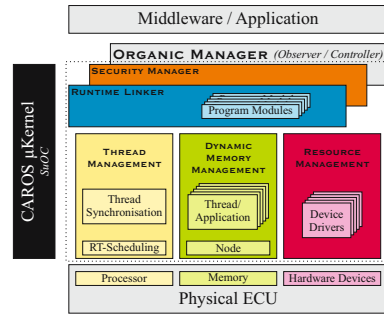 Middleware / Application
ORGANIC MANAGER (Observer / Controller)
SECURITY MANAGER
RUNTIME LINKER
Program Modules
CAROS µKernel
SuOC
THREAD
MANAGEMENT
Thread
Synchronisation
RT-Scheduling
DYNAMIC
MEMORY
MANAGEMENT
Thread/
Application
Node
RESOURCE
MANAGEMENT
Device
Drivers
Processor
Memory
Hardware Devices
Physical ECU